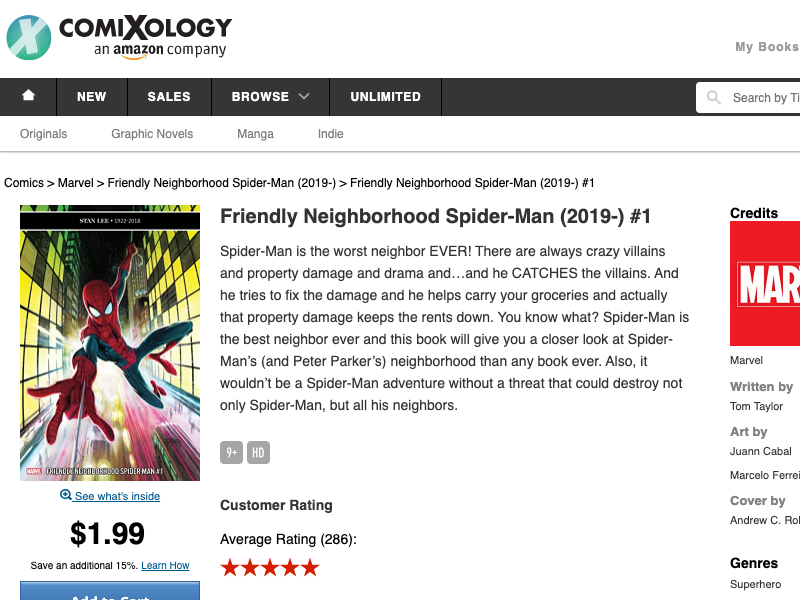 COMIXOLOGY
an amazon company
My Books
NEW
SALES
BROWSE
UNLIMITED
Search by Ti
Originals
Graphic Novels
Manga
Indie
Comics > Marvel > Friendly Neighborhood Spider-Man (2019-) > Friendly Neighborhood Spider-Man (2019-) #1
STAN LEE • 1922-2018
MARVEL FRIENDLY NEIGHBORHOOD SPIDER-MAN #1
See what's inside
$1.99
Save an additional 15%. Learn How
Add to Cart
Friendly Neighborhood Spider-Man (2019-) #1
Spider-Man is the worst neighbor EVER! There are always crazy villains
and property damage and drama and…and he CATCHES the villains. And
he tries to fix the damage and he helps carry your groceries and actually
that property damage keeps the rents down. You know what? Spider-Man is
the best neighbor ever and this book will give you a closer look at Spider-
Man’s (and Peter Parker’s) neighborhood than any book ever. Also, it
wouldn’t be a Spider-Man adventure without a threat that could destroy not
only Spider-Man, but all his neighbors.
9+
HD
Customer Rating
Average Rating (286):
Credits
MAR
Marvel
Written by
Tom Taylor
Art by
Juann Cabal
Marcelo Ferrei
Cover by
Andrew C. Ro
Genres
Superhero